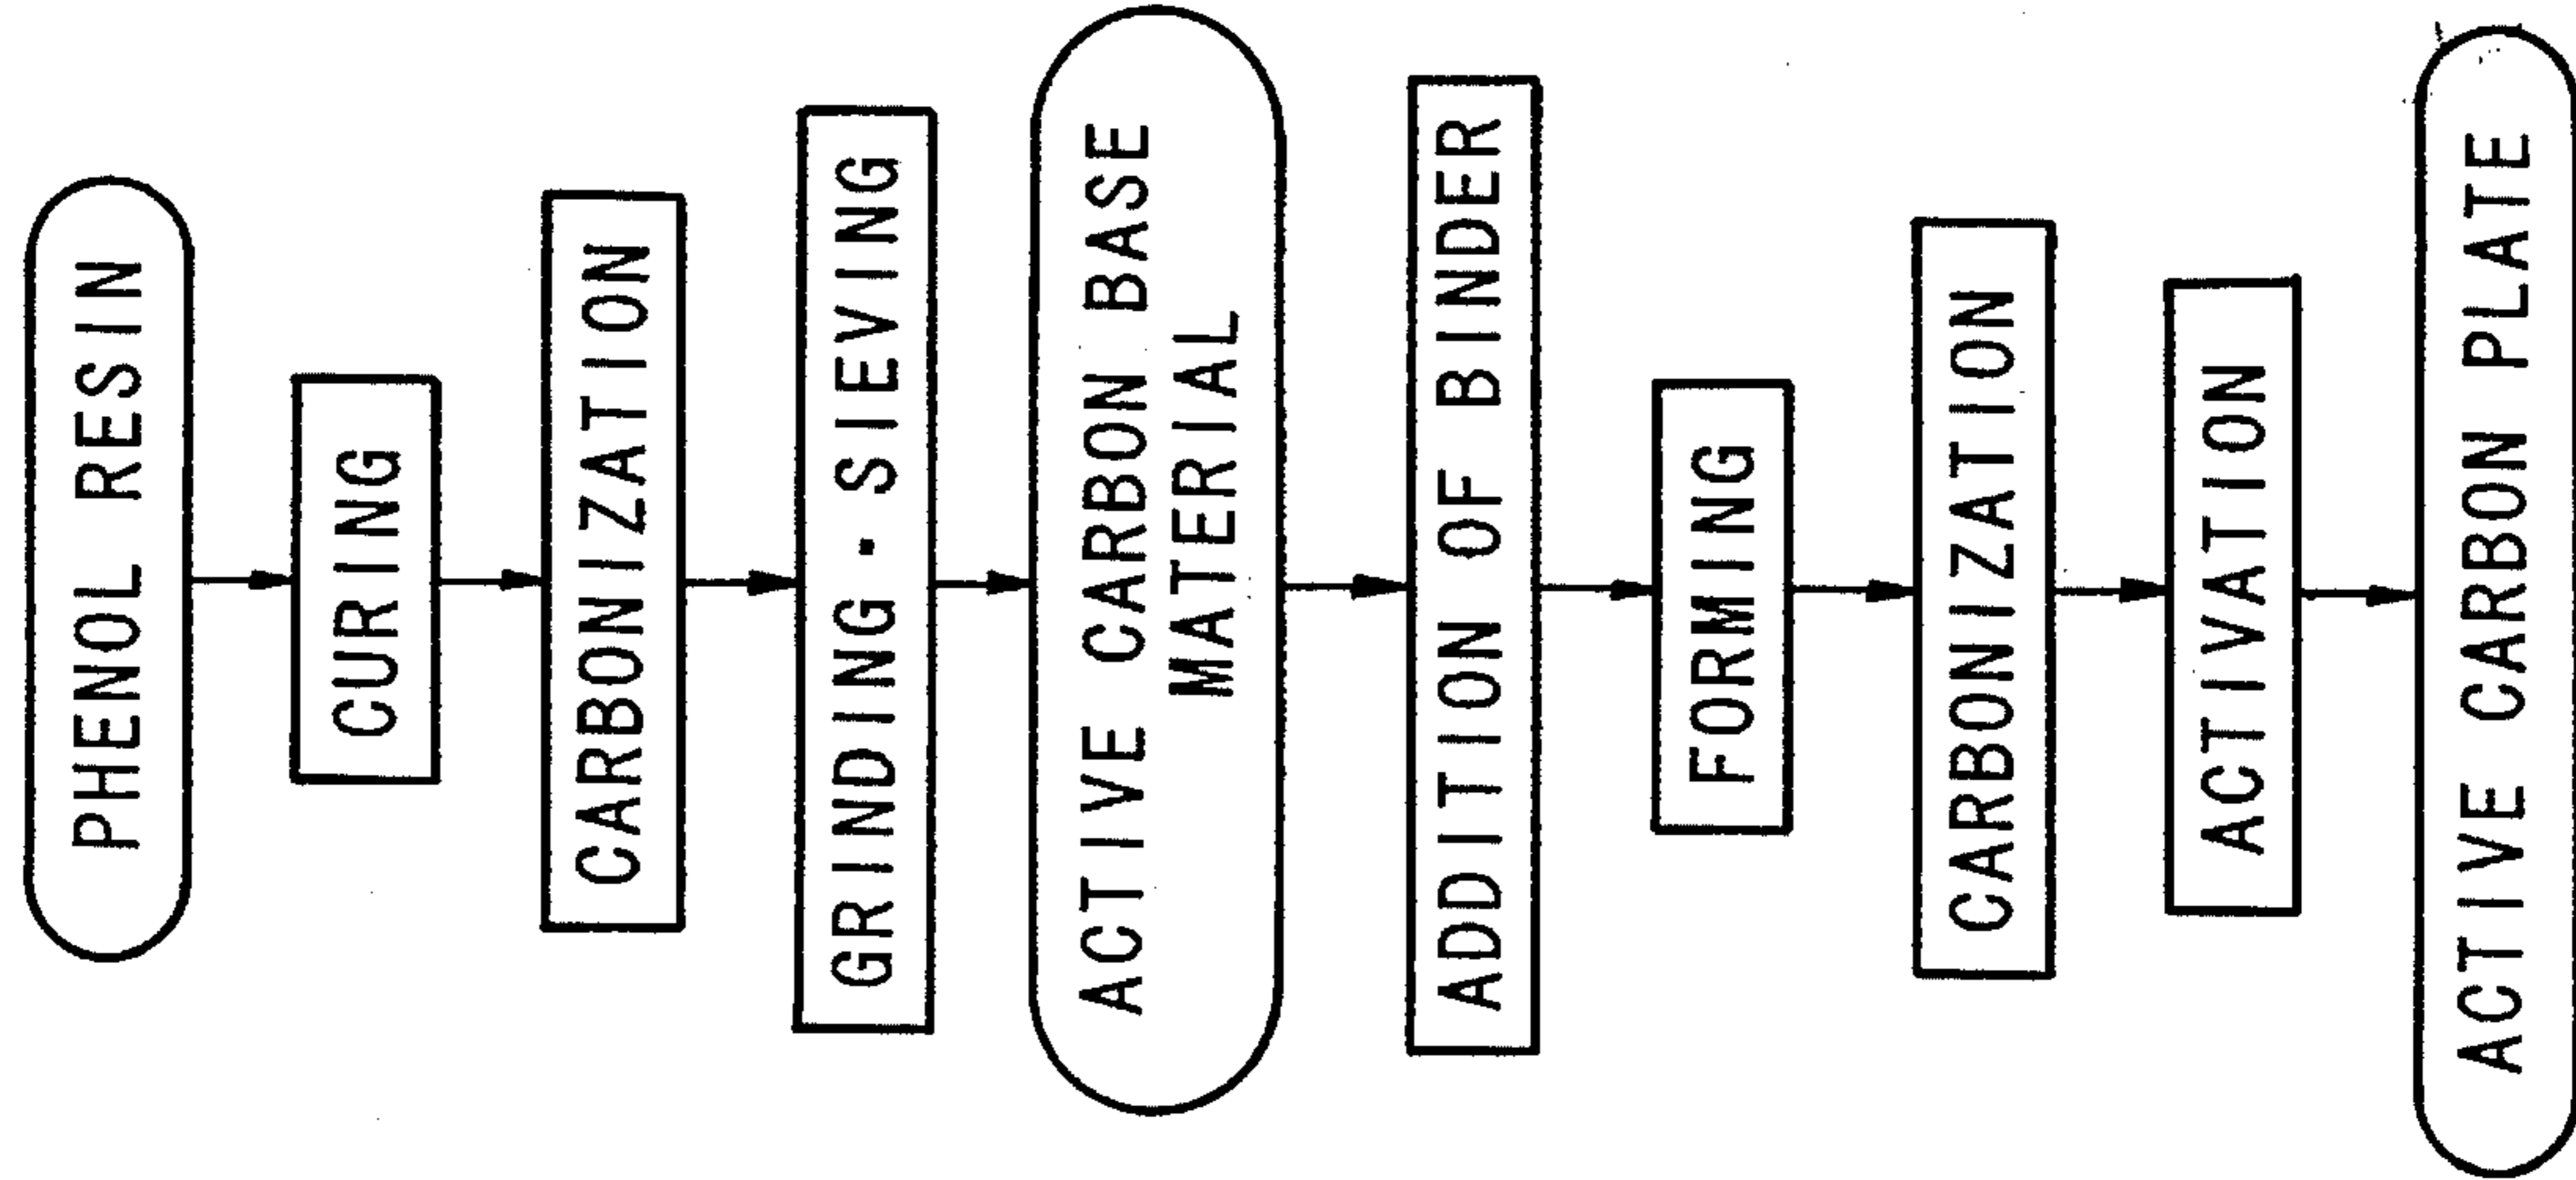 PHENOL RESIN
CURING
CARBONIZATION
GRINDING・SIEVING
ACTIVE CARBON BASE
MATERIAL
ADDITION OF BINDER
FORMING
CARBONIZATION
ACTIVATION
ACTIVE CARBON PLATE